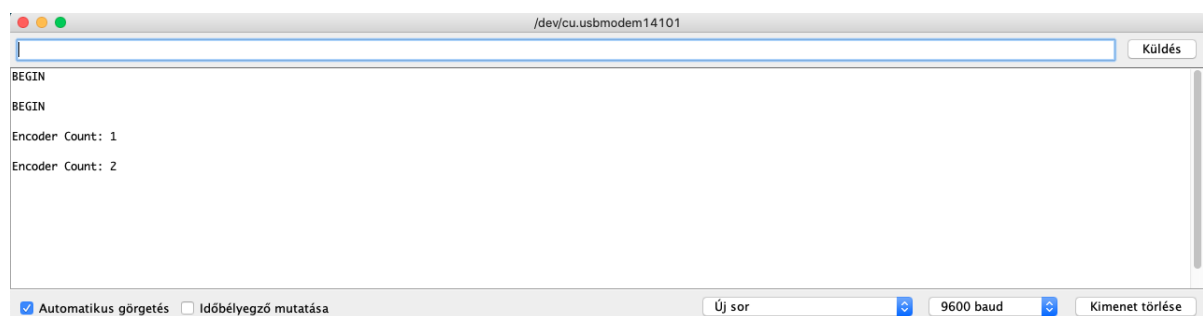 /dev/cu.usbmodem14101
Küldés
BEGIN
BEGIN
Encoder Count: 1
Encoder Count: 2
Automatikus görgetés Időbélyegző mutatása Új sor 9600 baud Kimenet törlése